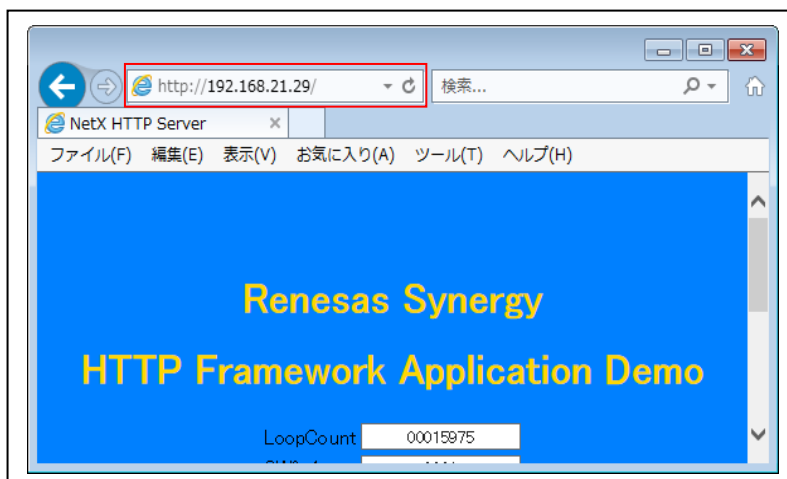 http://192.168.21.29/
検索...
NetX HTTP Server
ファイル(F) 編集(E) 表示(V) お気に入り(A) ツール(T) ヘルプ(H)
Renesas Synergy
HTTP Framework Application Demo
LoopCount 00015975